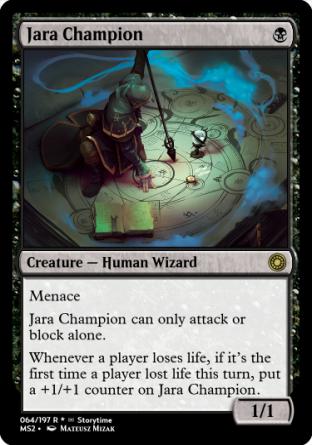 Jara Champion
Creature — Human Wizard
Menace
Jara Champion can only attack or
block alone.
Whenever a player loses life, if it's the
first time a player lost life this turn, put
a +1/+1 counter on Jara Champion.
1/1
064/197 R * ∞ Storytime
MS2 • Mateusz Mizak